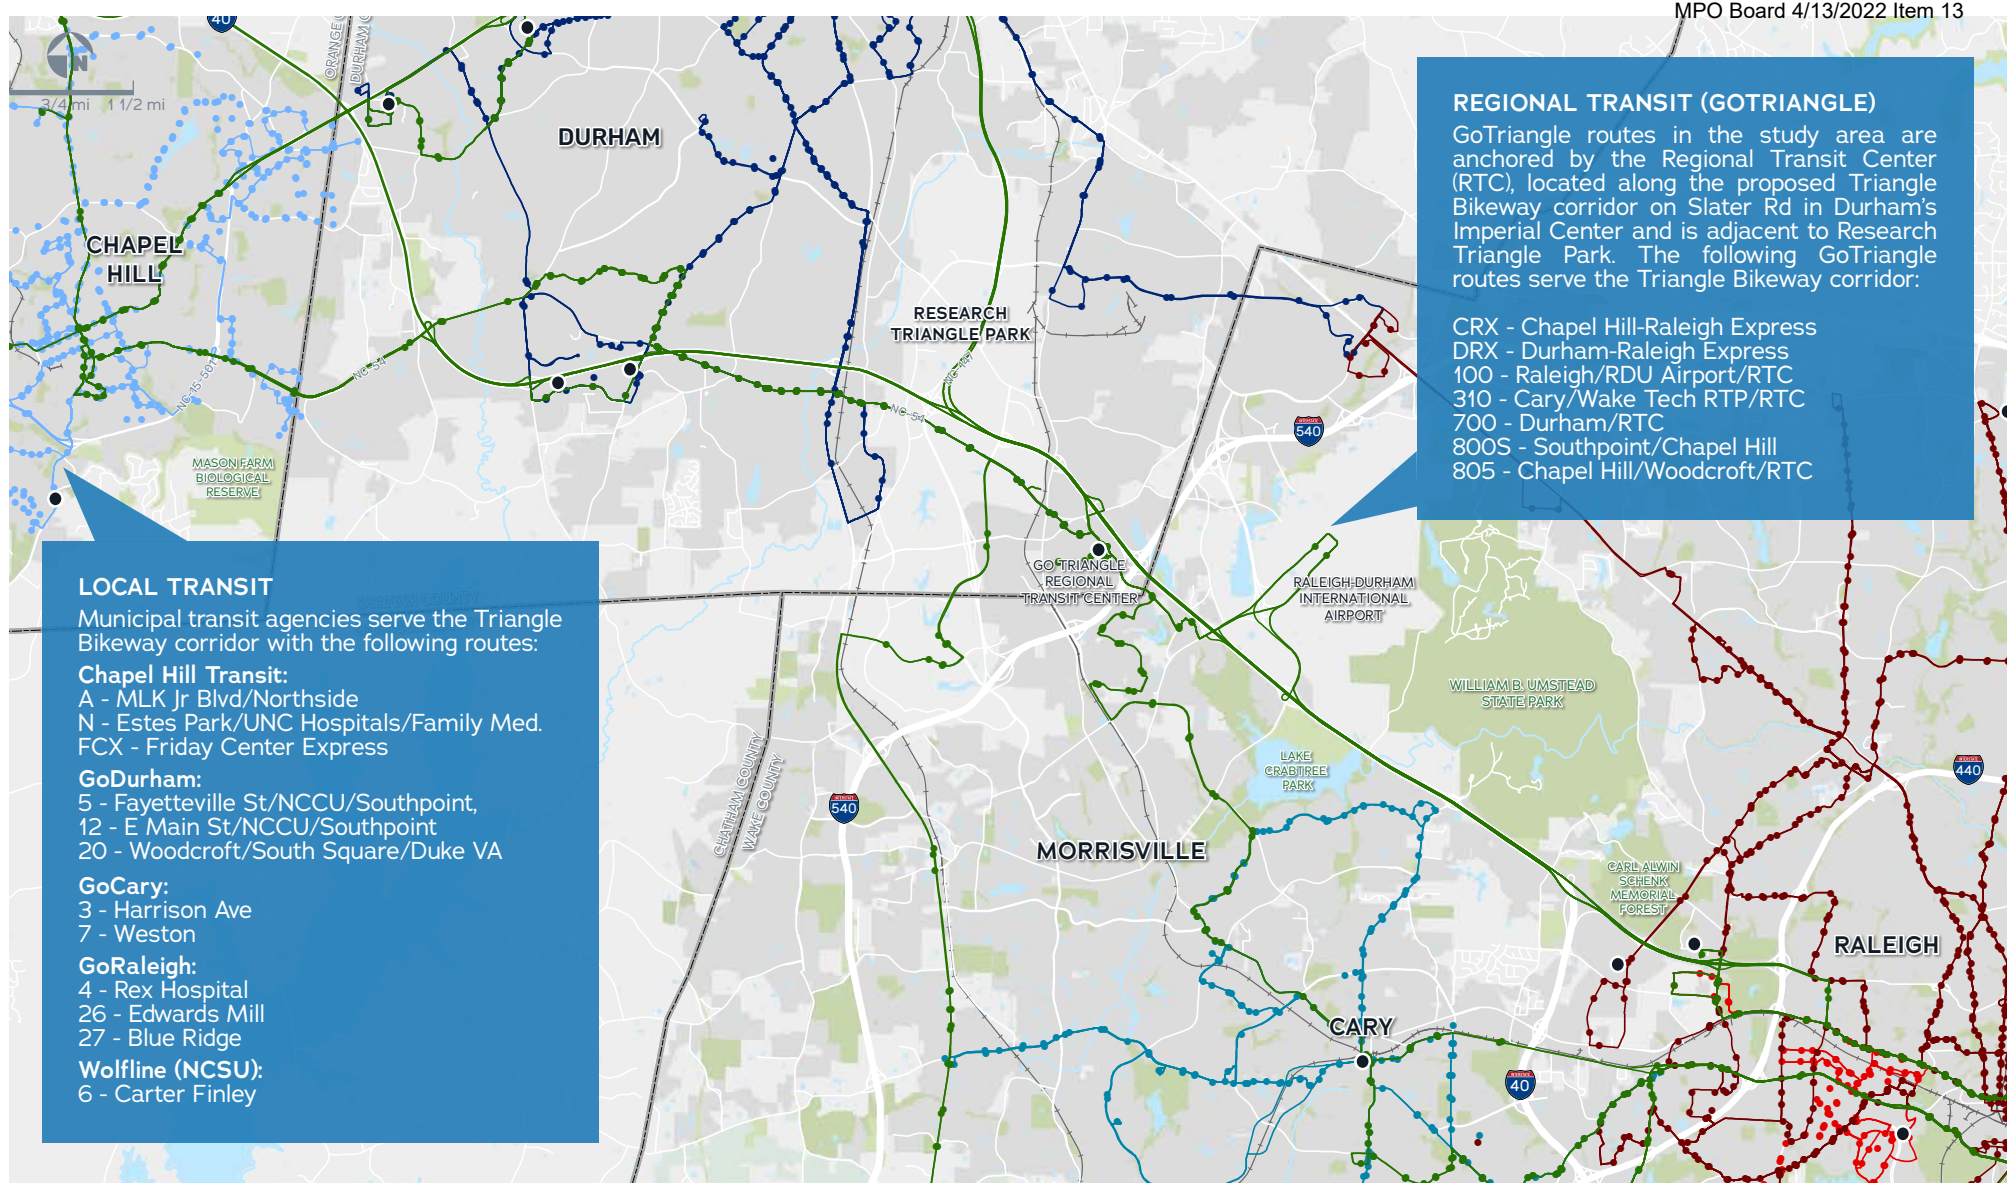 MPO Board 4/13/2022 Item 13
40
ORANGE
DURHAM
N
3/4 mi 1 1/2 mi
DURHAM
CHAPEL
HILL
RESEARCH
TRIANGLE PARK
NC-54
NC-54
MASON FARM
BIOLOGICAL
RESERVE
REGIONAL TRANSIT (GOTRIANGLE)
GoTriangle routes in the study area are
anchored by the Regional Transit Center
(RTC), located along the proposed Triangle
Bikeway corridor on Slater Rd in Durham's
Imperial Center and is adjacent to Research
Triangle Park. The following GoTriangle
routes serve the Triangle Bikeway corridor:
CRX - Chapel Hill-Raleigh Express
DRX - Durham-Raleigh Express
100 - Raleigh/RDU Airport/RTC
310 - Cary/Wake Tech RTP/RTC
700 - Durham/RTC
800S - Southpoint/Chapel Hill
805 - Chapel Hill/Woodcroft/RTC
INTERSTATE
540
GO TRIANGLE
REGIONAL
TRANSIT CENTER
RALEIGH-DURHAM
INTERNATIONAL
AIRPORT
WILLIAM B. UMSTEAD
STATE PARK
LAKE
CRABTREE
PARK
CHATHAM COUNTY
WAKE COUNTY
INTERSTATE
540
INTERSTATE
440
MORRISVILLE
CARL ALWIN
SCHENK
MEMORIAL
FOREST
RALEIGH
CARY
INTERSTATE
40
LOCAL TRANSIT
Municipal transit agencies serve the Triangle
Bikeway corridor with the following routes:
Chapel Hill Transit:
A - MLK Jr Blvd/Northside
N - Estes Park/UNC Hospitals/Family Med.
FCX - Friday Center Express
GoDurham:
5 - Fayetteville St/NCCU/Southpoint,
12 - E Main St/NCCU/Southpoint
20 - Woodcroft/South Square/Duke VA
GoCary:
3 - Harrison Ave
7 - Weston
GoRaleigh:
4 - Rex Hospital
26 - Edwards Mill
27 - Blue Ridge
Wolfline (NCSU):
6 - Carter Finley